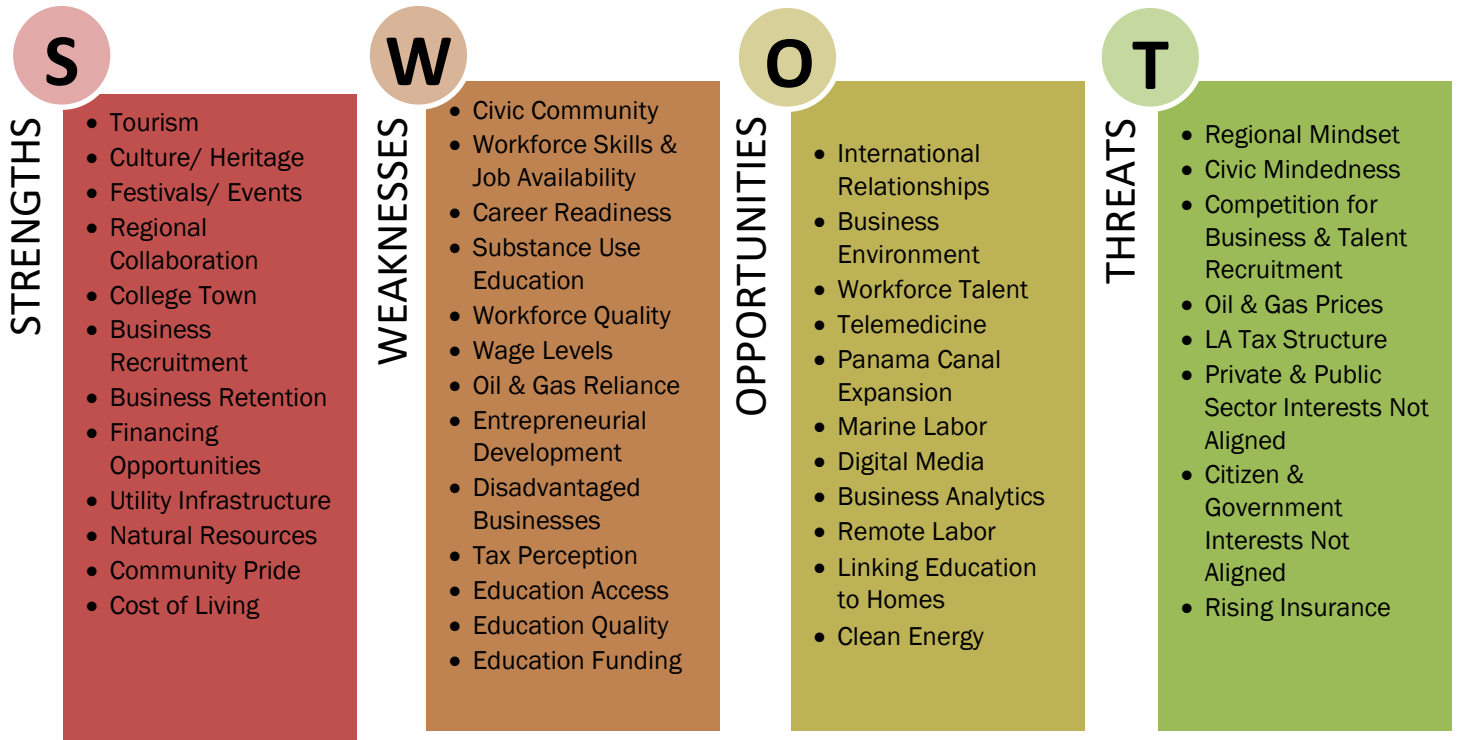 S
STRENGTHS
• Tourism
• Culture/ Heritage
• Festivals/ Events
• Regional
Collaboration
• College Town
• Business
Recruitment
• Business Retention
• Financing
Opportunities
• Utility Infrastructure
• Natural Resources
• Community Pride
• Cost of Living
W
WEAKNESSES
• Civic Community
• Workforce Skills &
Job Availability
• Career Readiness
• Substance Use
Education
• Workforce Quality
• Wage Levels
• Oil & Gas Reliance
• Entrepreneurial
Development
• Disadvantaged
Businesses
• Tax Perception
• Education Access
• Education Quality
• Education Funding
O
OPPORTUNITIES
• International
Relationships
• Business
Environment
• Workforce Talent
• Telemedicine
• Panama Canal
Expansion
• Marine Labor
• Digital Media
• Business Analytics
• Remote Labor
• Linking Education
to Homes
• Clean Energy
T
THREATS
• Regional Mindset
• Civic Mindedness
• Competition for
Business & Talent
Recruitment
• Oil & Gas Prices
• LA Tax Structure
• Private & Public
Sector Interests Not
Aligned
• Citizen &
Government
Interests Not
Aligned
• Rising Insurance